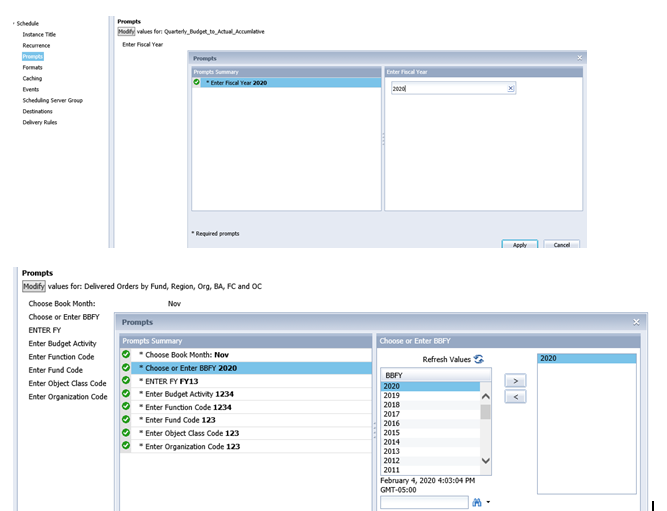 Schedule
Instance Title
Recurrence
Prompts
Formats
Caching
Events
Scheduling Server Group
Destinations
Delivery Rules
Prompts
Modify values for: Quarterly_Budget_to_Actual_Accumlative
Enter Fiscal Year
Prompts
Prompts Summary
* Enter Fiscal Year 2020
Enter Fiscal Year
2020
* Required prompts
Apply Cancel
Prompts
Modify values for: Delivered Orders by Fund, Region, Org, BA, FC and OC
Choose Book Month: Nov
Choose or Enter BBFY
ENTER FY
Enter Budget Activity
Enter Function Code
Enter Fund Code
Enter Object Class Code
Enter Organization Code
Prompts
Prompts Summary
* Choose Book Month: Nov
* Choose or Enter BBFY 2020
* ENTER FY FY13
* Enter Budget Activity 1234
* Enter Function Code 1234
* Enter Fund Code 123
* Enter Object Class Code 123
* Enter Organization Code 123
Choose or Enter BBFY
Refresh Values
BBFY
2020
2019
2018
2017
2016
2015
2014
2013
2012
2011
>
<
2020
February 4, 2020 4:03:04 PM
GMT-05:00